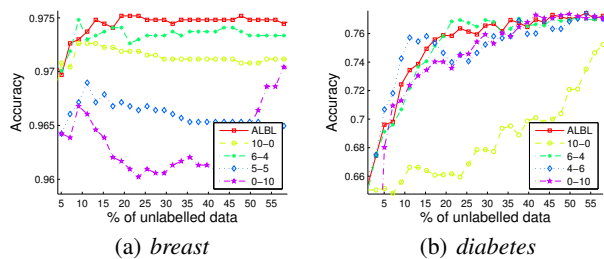 0.975
0.97
0.965
0.96
Accuracy
5 10 15 20 25 30 35 40 45 50 55
% of unlabelled data
ALBL
10−0
6−4
5−5
0−10
(a) breast
0.76
0.74
0.72
0.7
0.68
0.66
Accuracy
5 10 15 20 25 30 35 40 45 50 55
% of unlabelled data
ALBL
10−0
6−4
4−6
0−10
(b) diabetes